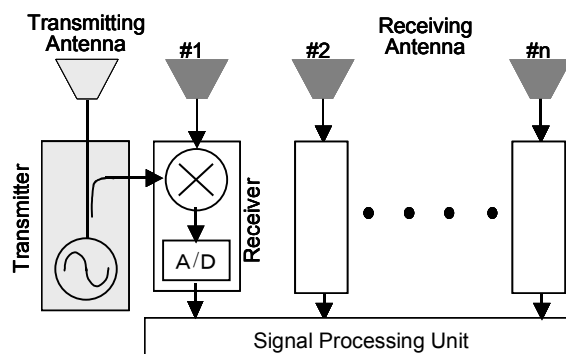 Transmitting
Antenna
#1
#2
Receiving
Antenna
#n
Transmitter
Receiver
A/D
Signal Processing Unit